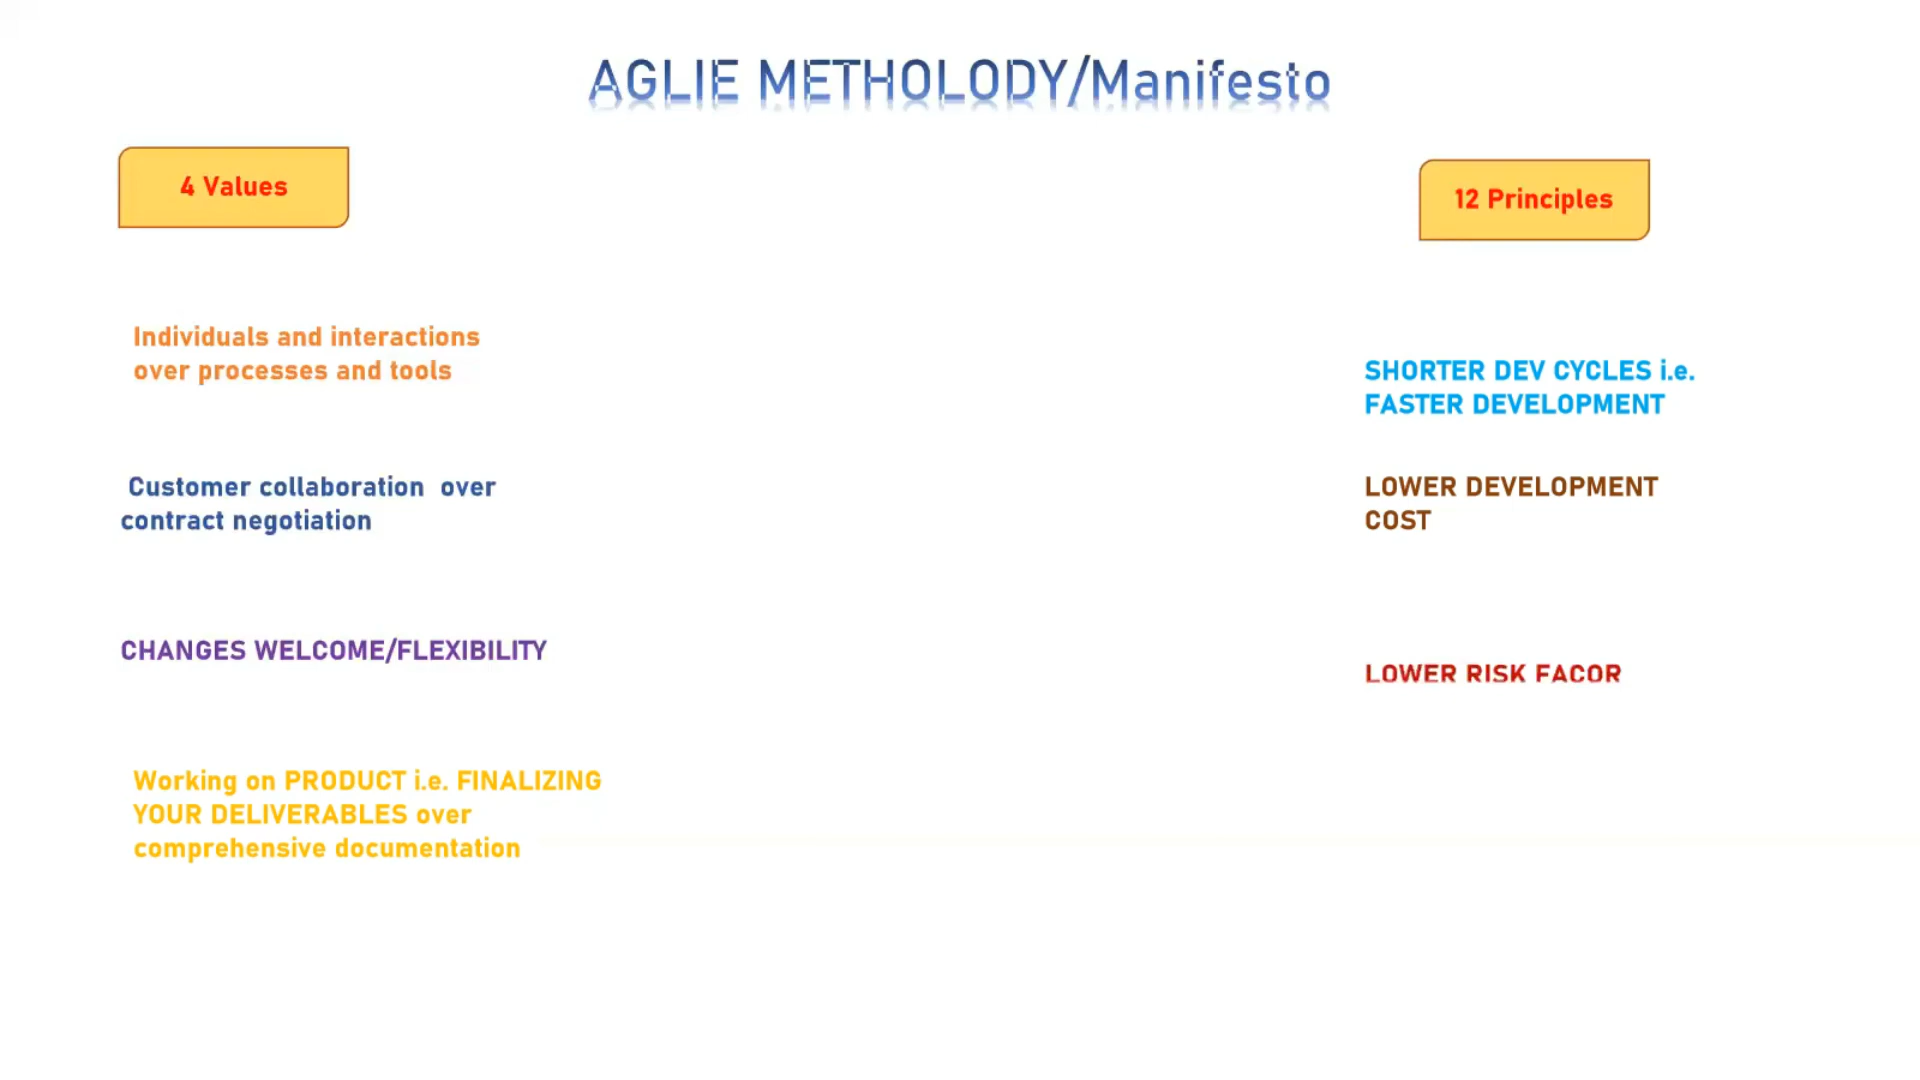 AGLIE METHOLODY/Manifesto
4 Values
12 Principles
Individuals and interactions
over processes and tools
SHORTER DEV CYCLES i.e.
FASTER DEVELOPMENT
Customer collaboration  over
contract negotiation
LOWER DEVELOPMENT
COST
CHANGES WELCOME/FLEXIBILITY
LOWER RISK FACOR
Working on PRODUCT i.e. FINALIZING
YOUR DELIVERABLES over
comprehensive documentation